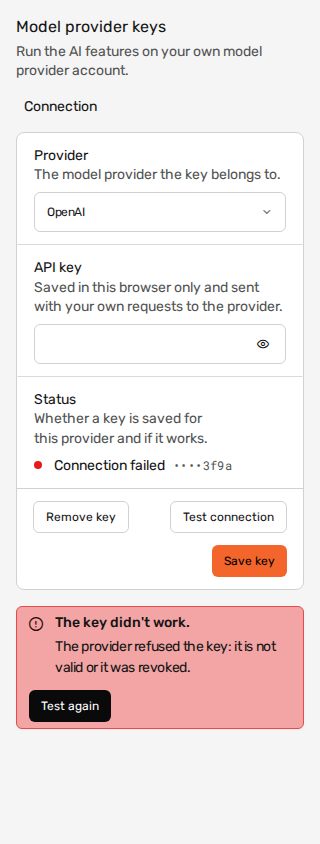 Model provider keys
Run the AI features on your own model
provider account.
Connection
Provider
The model provider the key belongs to.
OpenAI
API key
Saved in this browser only and sent
with your own requests to the provider.
Status
Whether a key is saved for
this provider and if it works.
Connection failed ····3f9a
Remove key
Test connection
Save key
The key didn't work.
The provider refused the key: it is not
valid or it was revoked.
Test again